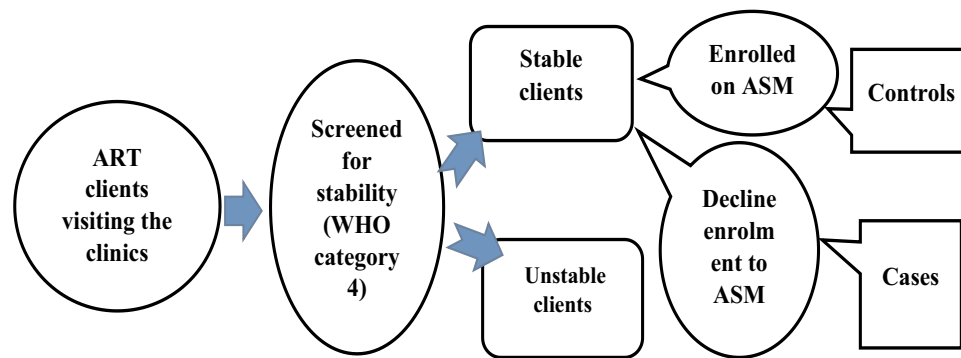 ART
clients
visiting the
clinics
Screened
for
stability
(WHO
category
4)
Stable
clients
Unstable
clients
Enrolled
on ASM
Decline
enrolm
ent to
ASM
Controls
Cases